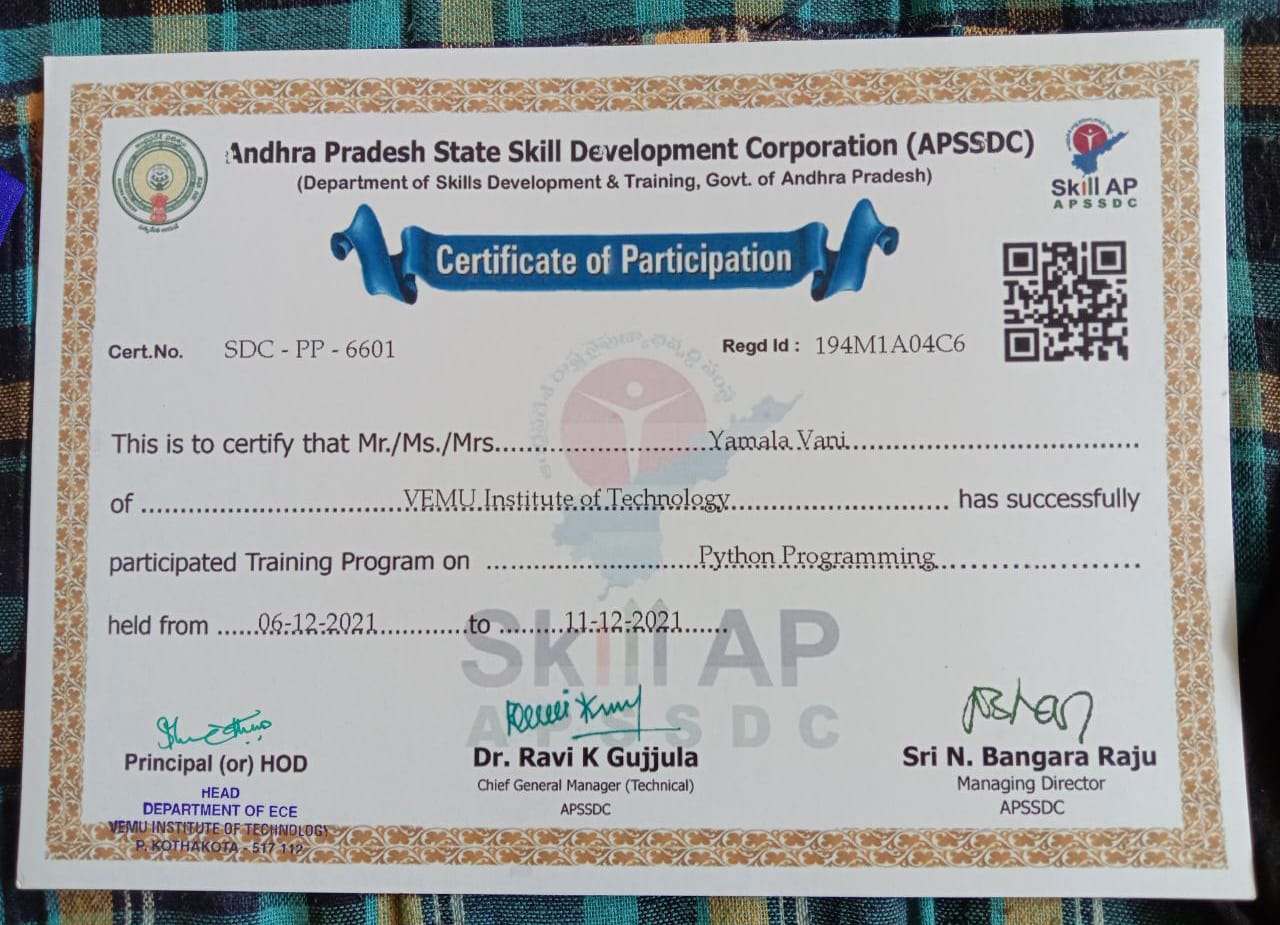 Andhra Pradesh State Skill Development Corporation (APSSDC)
(Department of Skills Development & Training, Govt. of Andhra Pradesh)
Skill AP
APSSDC
Certificate of Participation
Cert.No. SDC - PP - 6601
Regd Id : 194M1A04C6
This is to certify that Mr./Ms./Mrs. Yamala Vani
of VEMU Institute of Technology has successfully
participated Training Program on Python Programming
held from 06-12-2021 to 11-12-2021
Skill AP
APSSDC
Principal (or) HOD
HEAD
DEPARTMENT OF ECE
VEMU INSTITUTE OF TECHNOLOGY
P. KOTHAKOTA - 517 112
Dr. Ravi K Gujjula
Chief General Manager (Technical)
APSSDC
Sri N. Bangara Raju
Managing Director
APSSDC